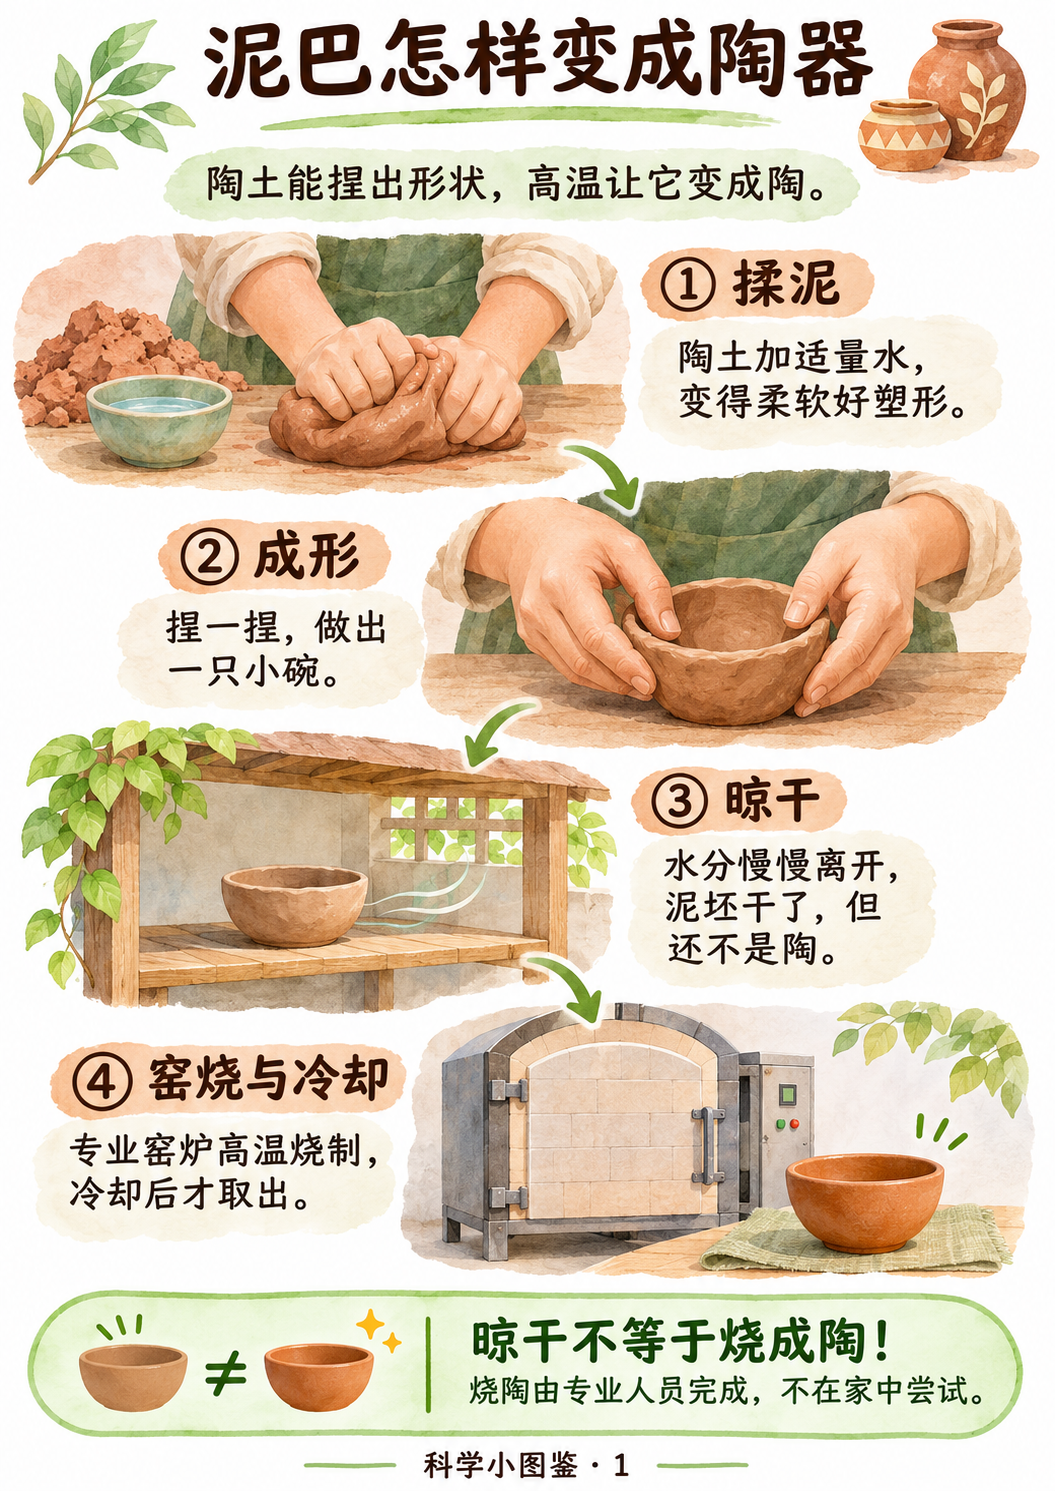 泥巴怎样变成陶器
陶土能捏出形状，高温让它变成陶。
① 揉泥
陶土加适量水，
变得柔软好塑形。
② 成形
捏一捏，做出
一只小碗。
③ 晾干
水分慢慢离开，
泥坯干了，但
还不是陶。
④ 窑烧与冷却
专业窑炉高温烧制，
冷却后才取出。
≠
晾干不等于烧成陶！
烧陶由专业人员完成，不在家中尝试。
科学小图鉴·1